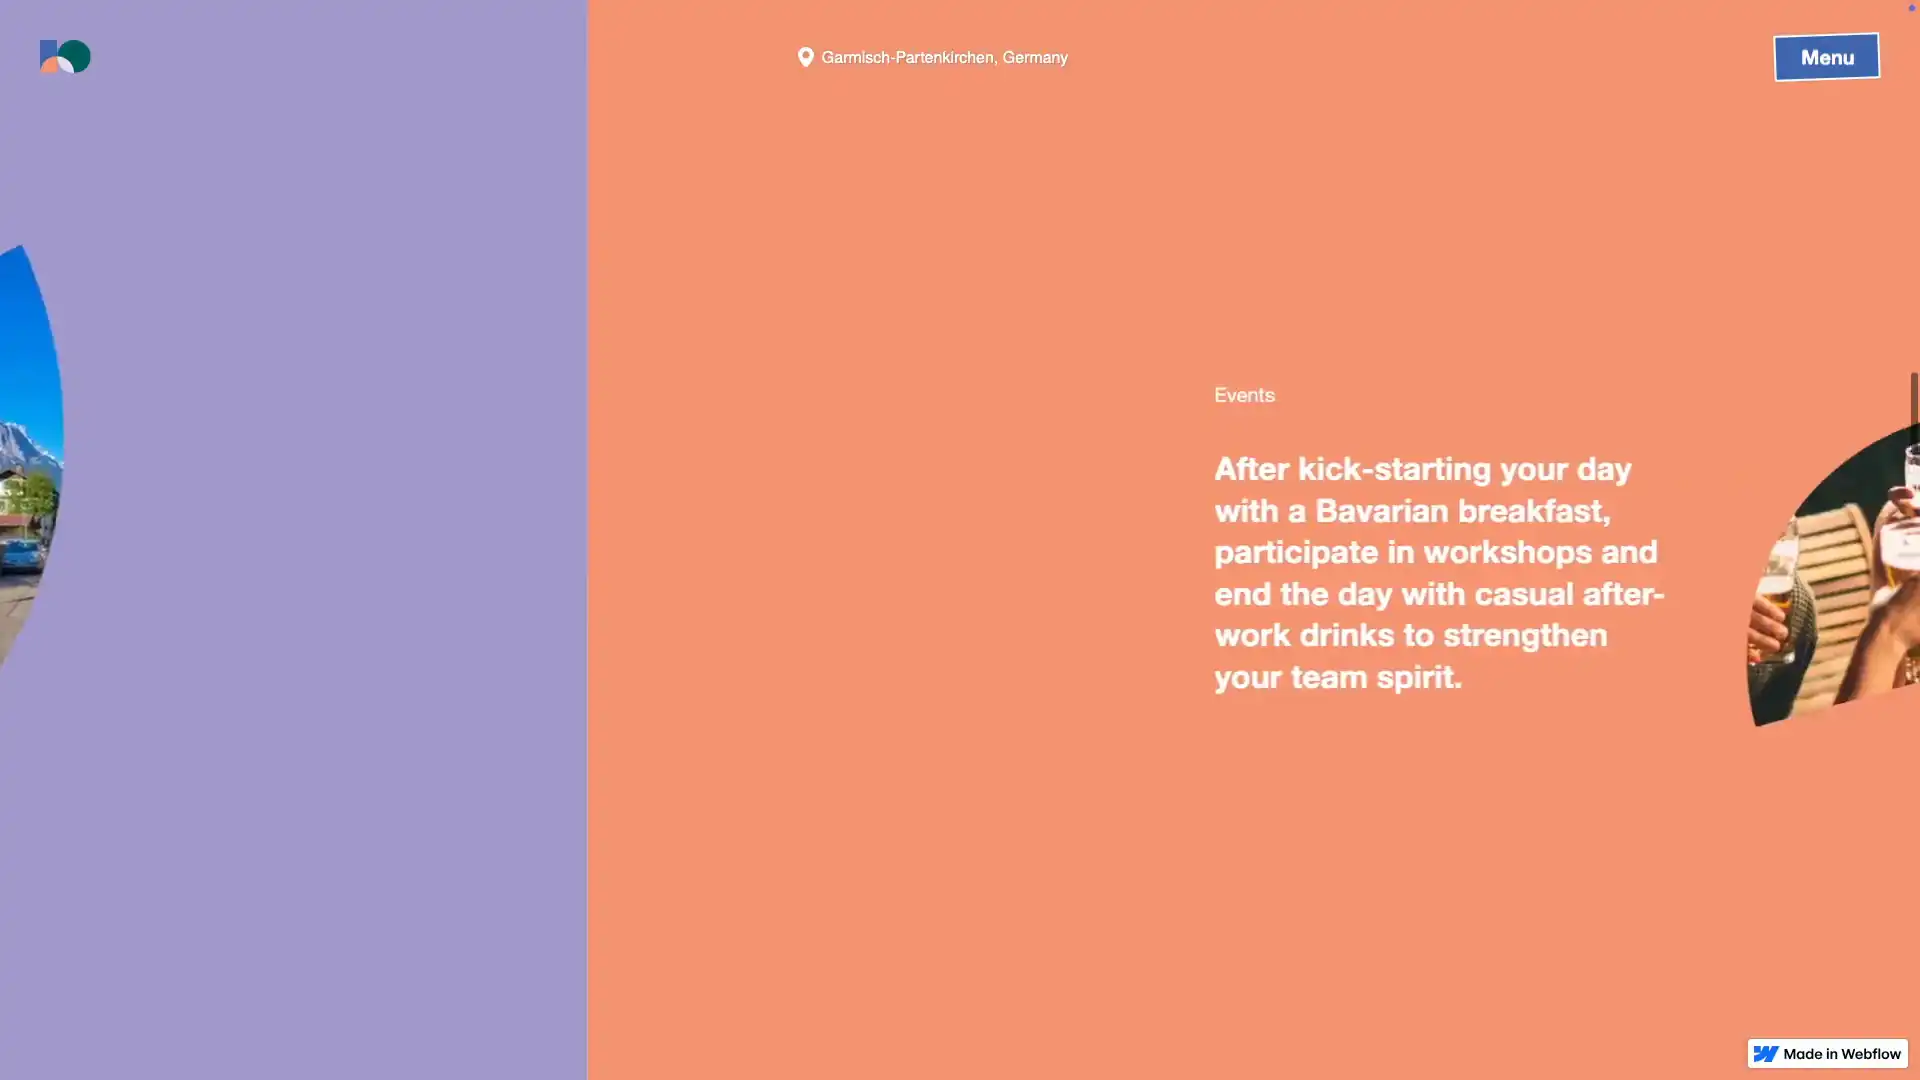 Garmisch-Partenkirchen, Germany
Menu
Events
After kick-starting your day
with a Bavarian breakfast,
participate in workshops and
end the day with casual after-
work drinks to strengthen
your team spirit.
Made in Webflow